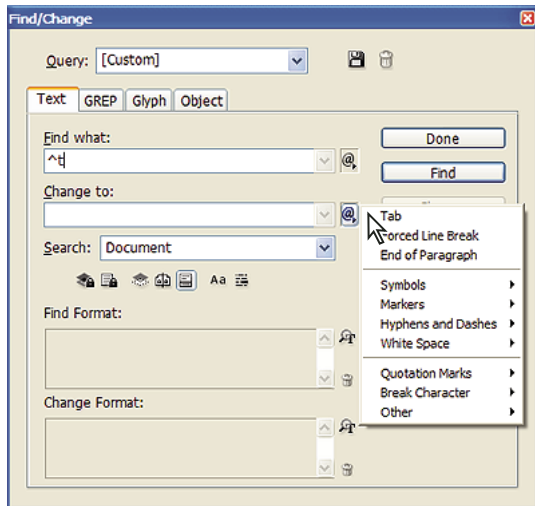 Find/Change
Query: [Custom]
Text GREP Glyph Object
Find what:
^t
Done
Find
Change to:
Tab
Forced Line Break
End of Paragraph
Search: Document
Symbols
Markers
Hyphens and Dashes
White Space
Find Format:
Quotation Marks
Break Character
Other
Change Format: